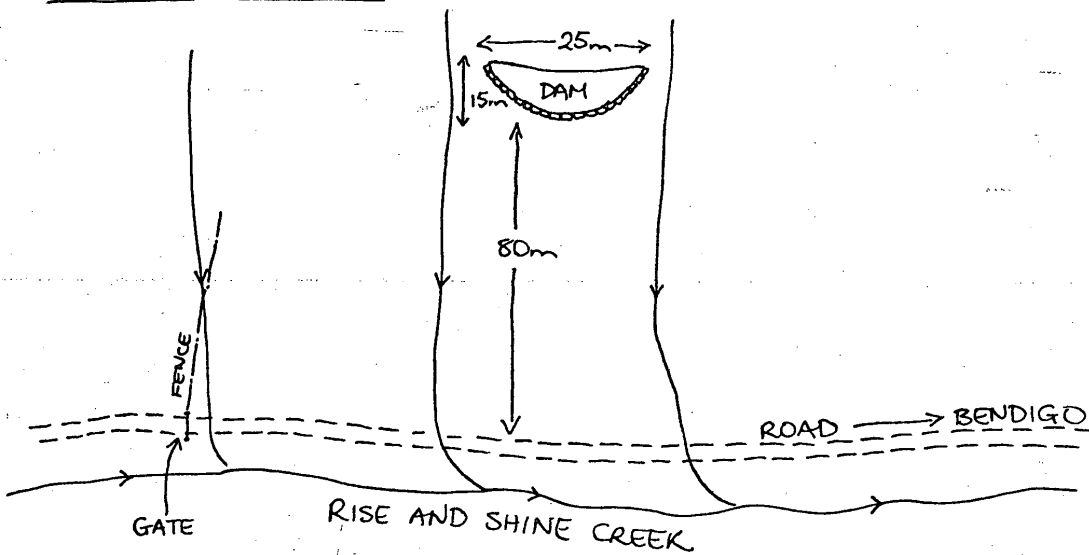 25m
15m
DAM
80m
FENCE
ROAD
BENDIGO
GATE
RISE AND SHINE CREEK